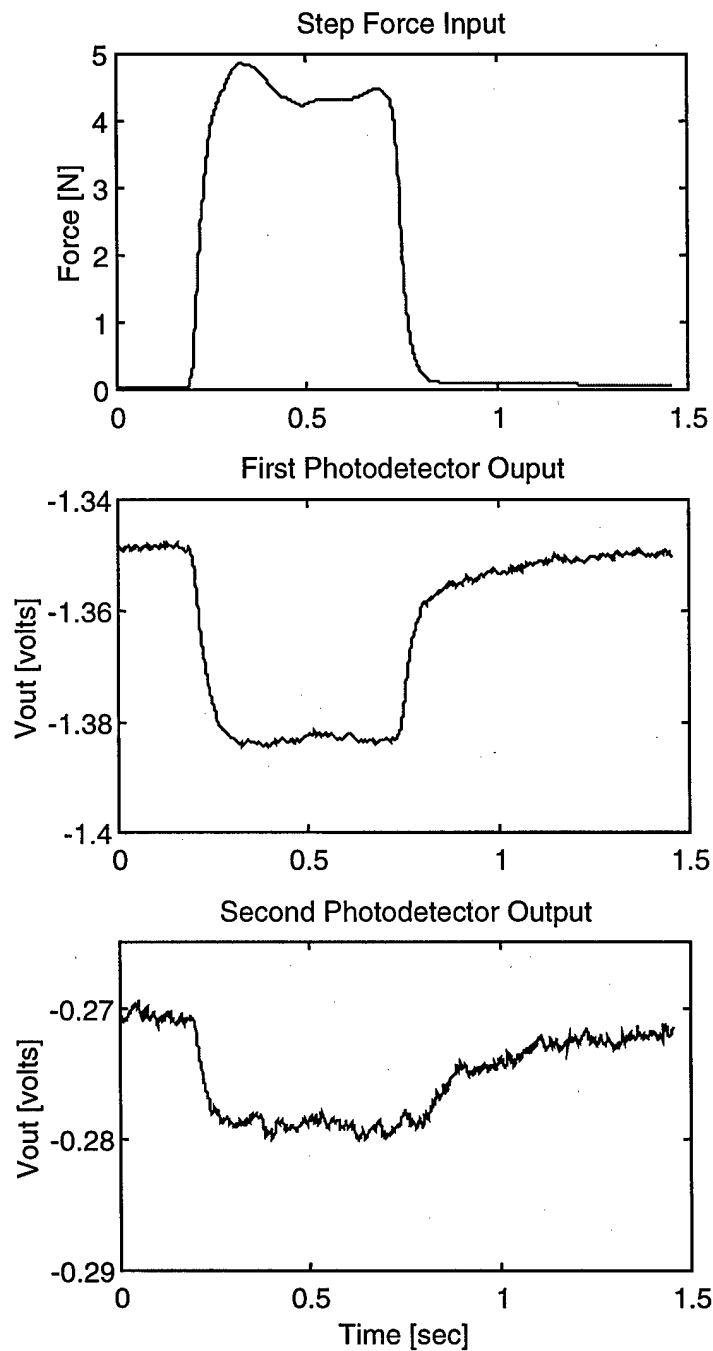 Step Force Input
5
4
3
2
1
0
Force [N]
0 0.5 1 1.5
First Photodetector Ouput
-1.34
-1.36
-1.38
-1.4
Vout [volts]
0 0.5 1 1.5
Second Photodetector Output
-0.27
-0.28
-0.29
Vout [volts]
0 0.5 1 1.5
Time [sec]